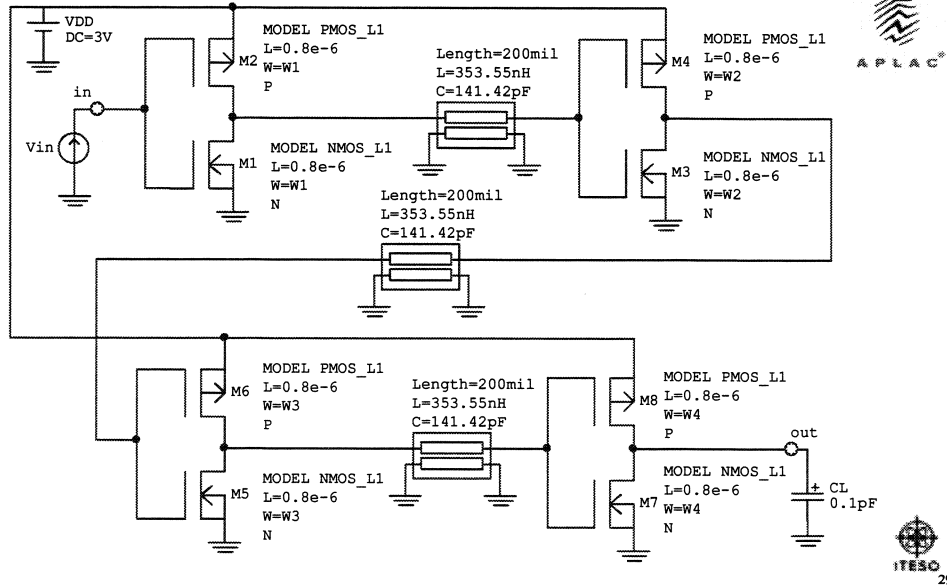 VDD
DC=3V
MODEL PMOS_L1
L=0.8e-6
W=W1
P
M2
Length=200mil
L=353.55nH
C=141.42pF
MODEL PMOS_L1
L=0.8e-6
W=W2
P
M4
APLAC®
in
Vin
M1
MODEL NMOS_L1
L=0.8e-6
W=W1
N
M3
MODEL NMOS_L1
L=0.8e-6
W=W2
N
Length=200mil
L=353.55nH
C=141.42pF
M6
MODEL PMOS_L1
L=0.8e-6
W=W3
P
Length=200mil
L=353.55nH
C=141.42pF
M8
MODEL PMOS_L1
L=0.8e-6
W=W4
P
out
M5
MODEL NMOS_L1
L=0.8e-6
W=W3
N
M7
MODEL NMOS_L1
L=0.8e-6
W=W4
N
+
CL
0.1pF
ITESO